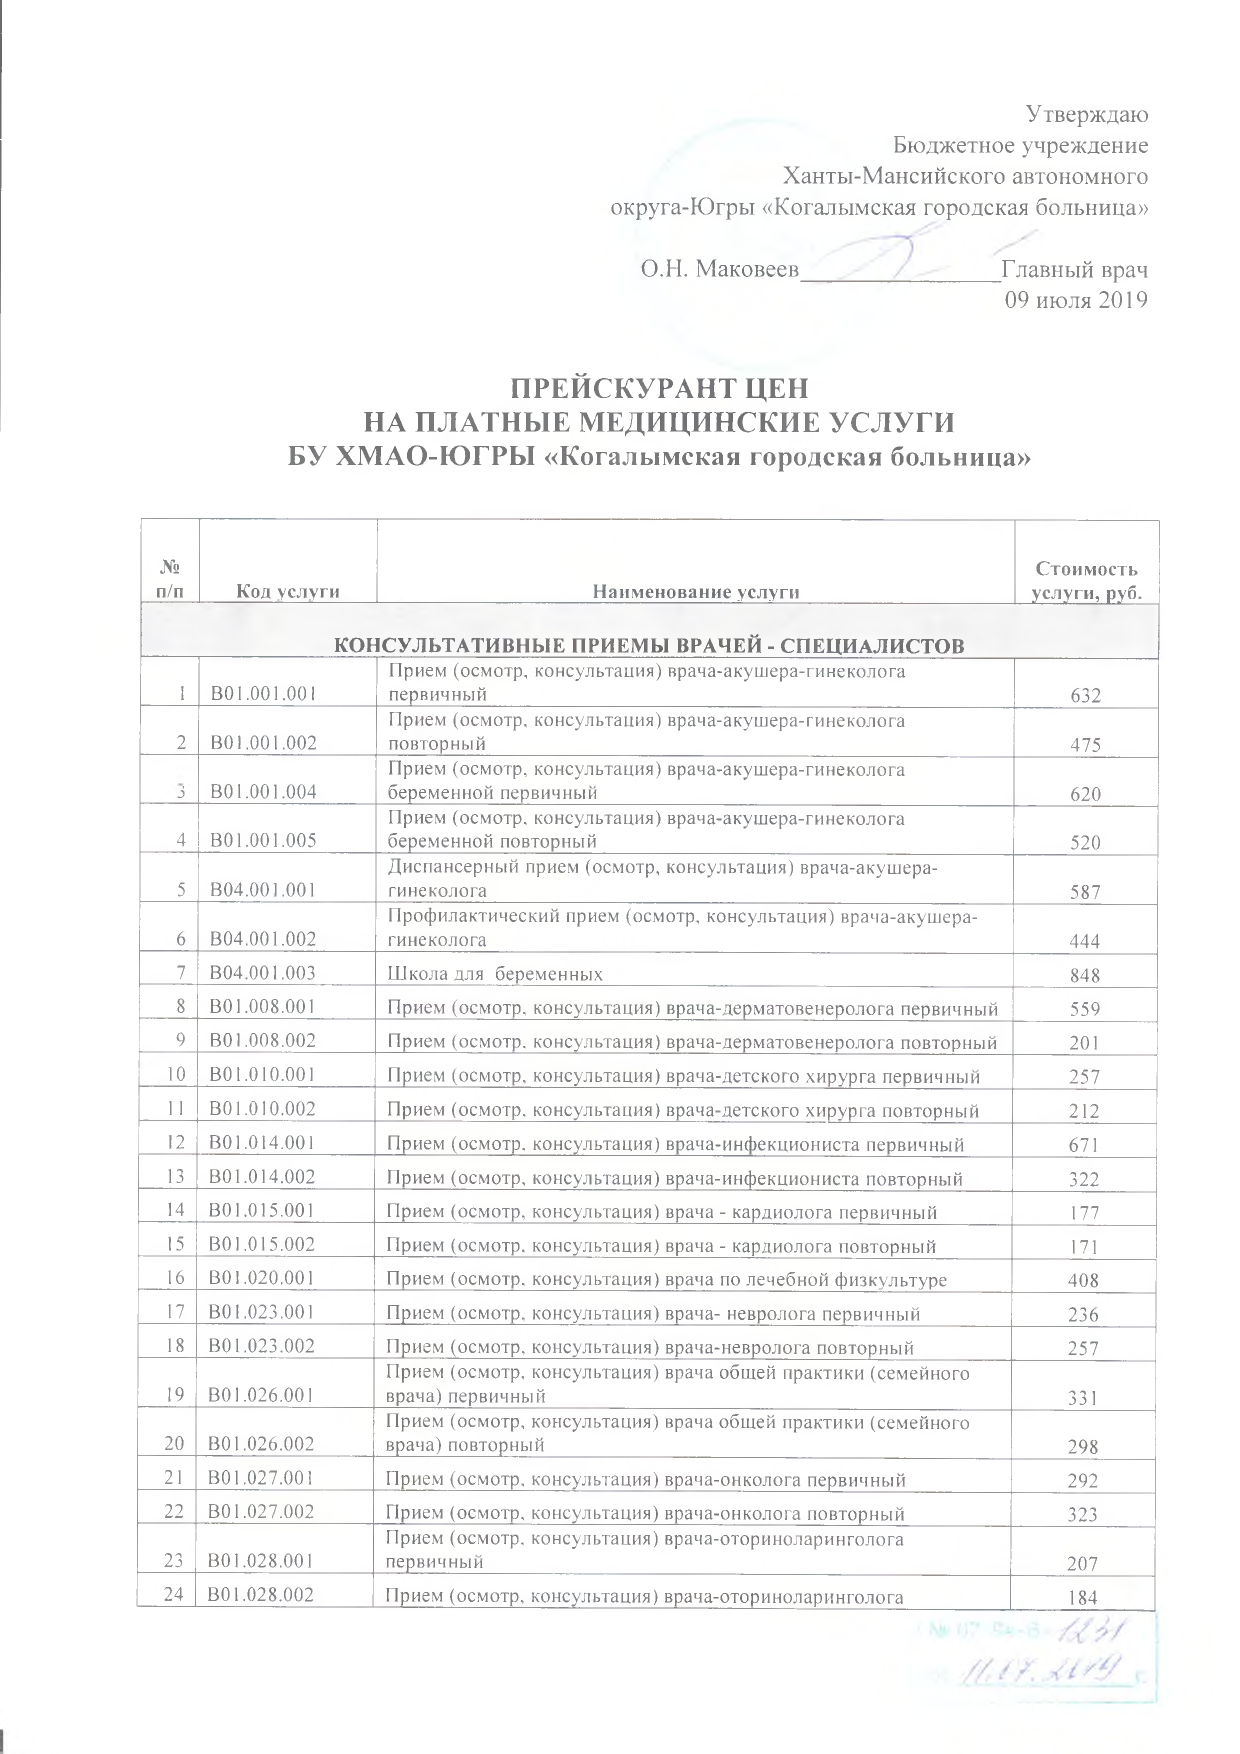 Утверждаю
Бюджетное учреждение
Ханты-Мансийского автономного
округа-Югры «Когалымская городская больница»
О.Н. Маковеев________________Главный врач
09 июля 2019
ПРЕЙСКУРАНТ ЦЕН
НА ПЛАТНЫЕ МЕДИЦИНСКИЕ УСЛУГИ
БУ ХМАО-ЮГРЫ «Когалымская городская больница»
№ п/п Код услуги Наименование услуги Стоимость услуги, руб.
КОНСУЛЬТАТИВНЫЕ ПРИЕМЫ ВРАЧЕЙ - СПЕЦИАЛИСТОВ
Прием (осмотр, консультация) врача-акушера-гинеколога
1 B01.001.001 первичный 632
Прием (осмотр, консультация) врача-акушера-гинеколога
2 B01.001.002 повторный 475
Прием (осмотр, консультация) врача-акушера-гинеколога
3 B01.001.004 беременной первичный 620
Прием (осмотр, консультация) врача-акушера-гинеколога
4 B01.001.005 беременной повторный 520
Диспансерный прием (осмотр, консультация) врача-акушера-
5 B04.001.001 гинеколога 587
Профилактический прием (осмотр, консультация) врача-акушера-
6 B04.001.002 гинеколога 444
7 B04.001.003 Школа для беременных 848
8 B01.008.001 Прием (осмотр, консультация) врача-дерматовенеролога первичный 559
9 B01.008.002 Прием (осмотр, консультация) врача-дерматовенеролога повторный 201
10 B01.010.001 Прием (осмотр, консультация) врача-детского хирурга первичный 257
11 B01.010.002 Прием (осмотр, консультация) врача-детского хирурга повторный 212
12 B01.014.001 Прием (осмотр, консультация) врача-инфекциониста первичный 671
13 B01.014.002 Прием (осмотр, консультация) врача-инфекциониста повторный 322
14 B01.015.001 Прием (осмотр, консультация) врача - кардиолога первичный 177
15 B01.015.002 Прием (осмотр, консультация) врача - кардиолога повторный 171
16 B01.020.001 Прием (осмотр, консультация) врача по лечебной физкультуре 408
17 B01.023.001 Прием (осмотр, консультация) врача- невролога первичный 236
18 B01.023.002 Прием (осмотр, консультация) врача-невролога повторный 257
Прием (осмотр, консультация) врача общей практики (семейного
19 B01.026.001 врача) первичный 331
Прием (осмотр, консультация) врача общей практики (семейного
20 B01.026.002 врача) повторный 298
21 B01.027.001 Прием (осмотр, консультация) врача-онколога первичный 292
22 B01.027.002 Прием (осмотр, консультация) врача-онколога повторный 323
Прием (осмотр, консультация) врача-оториноларинголога
23 B01.028.001 первичный 207
24 B01.028.002 Прием (осмотр, консультация) врача-оториноларинголога 184
1231
11.07.2019 г.